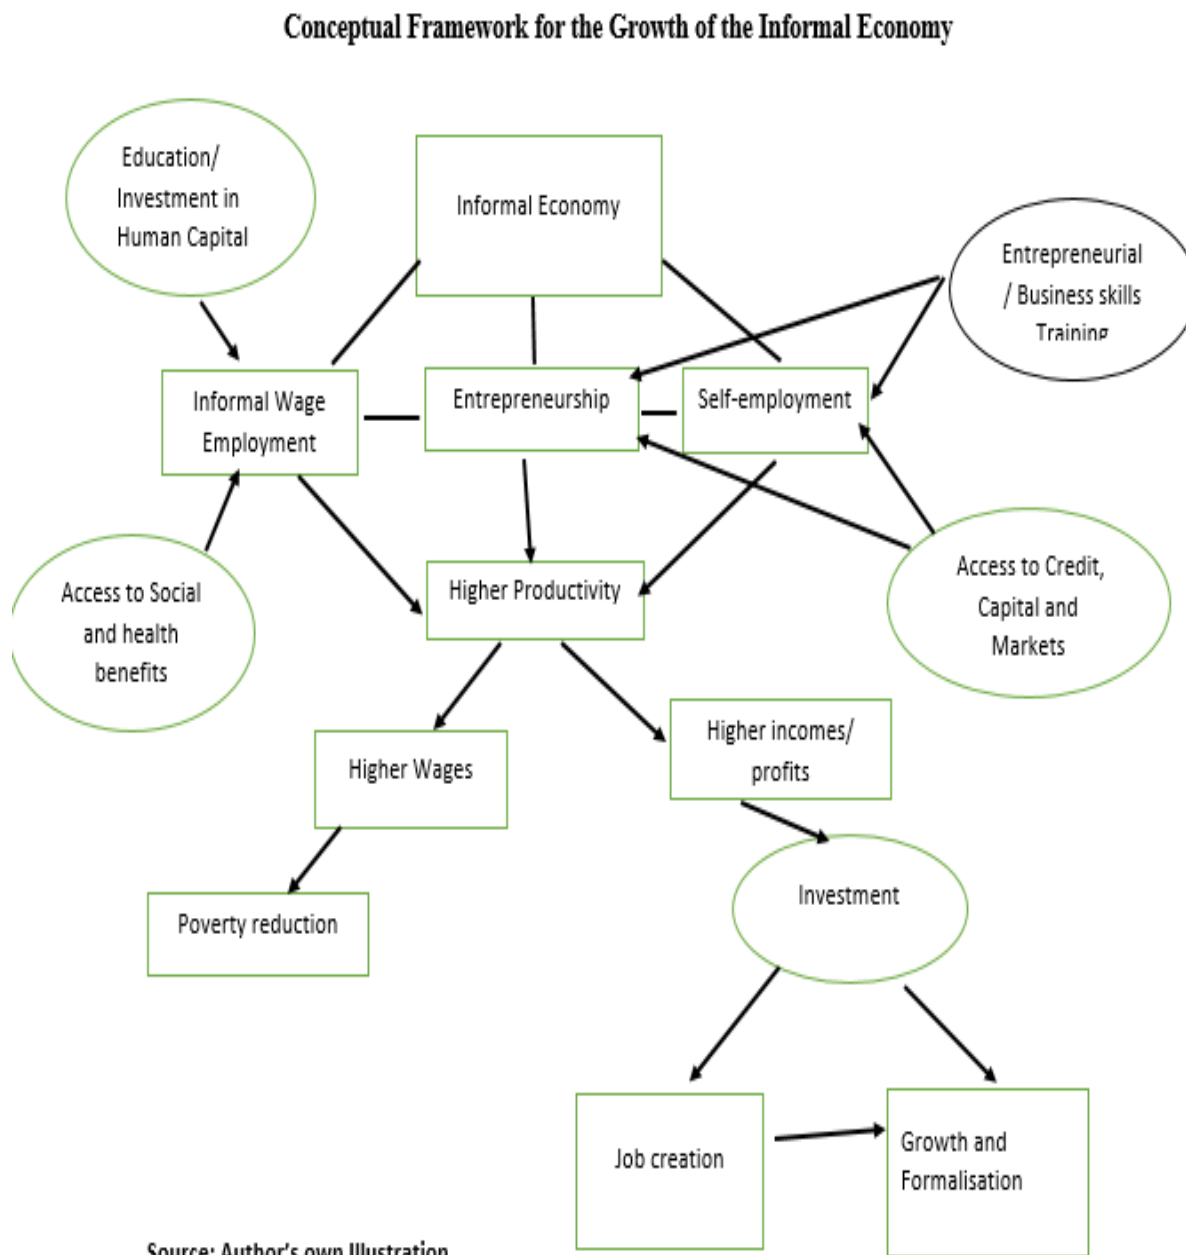 Conceptual Framework for the Growth of the Informal Economy
Education/
Investment in
Human Capital
Informal Economy
Entrepreneurial
/ Business skills
Training
Informal Wage
Employment
Entrepreneurship
Self-employment
Access to Social
and health
benefits
Higher Productivity
Access to Credit,
Capital and
Markets
Higher Wages
Higher incomes/
profits
Poverty reduction
Investment
Job creation
Growth and
Formalisation
Source: Author's own Illustration